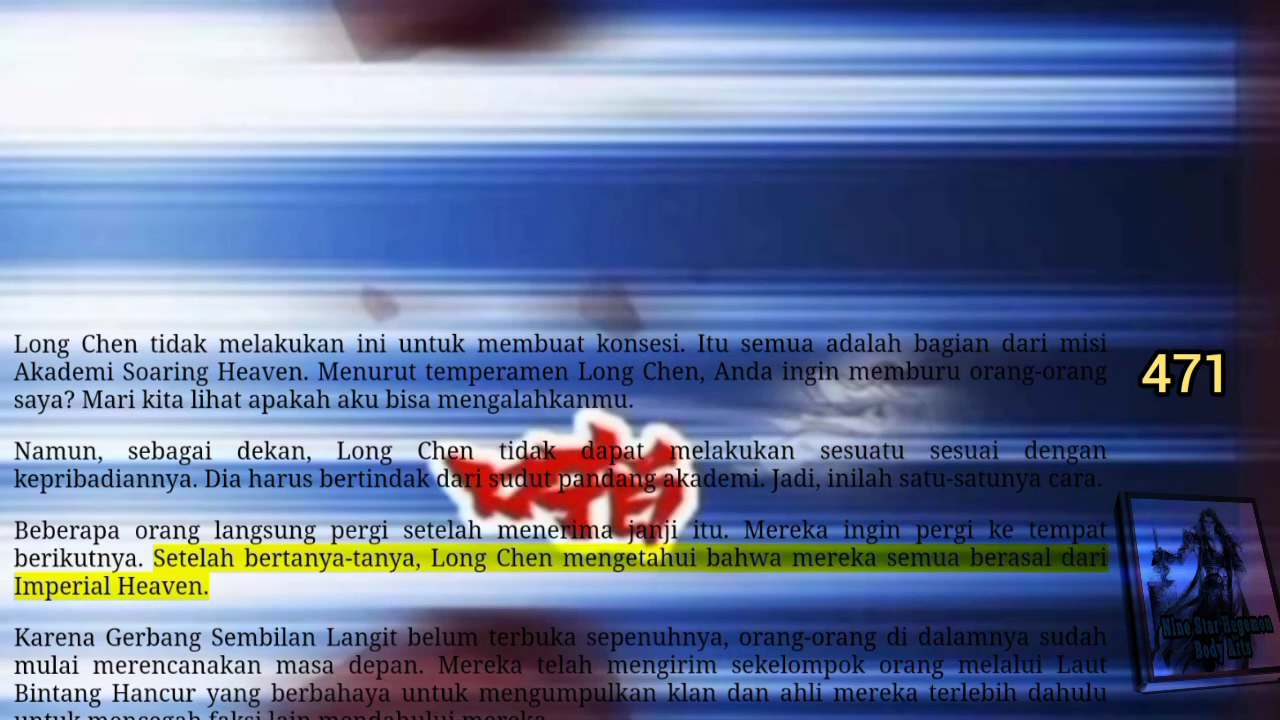 Long Chen tidak melakukan ini untuk membuat konsesi. Itu semua adalah bagian dari misi
Akademi Soaring Heaven. Menurut temperamen Long Chen, Anda ingin memburu orang-orang
saya? Mari kita lihat apakah aku bisa mengalahkanmu.
471
Namun, sebagai dekan, Long Chen tidak dapat melakukan sesuatu sesuai dengan
kepribadiannya. Dia harus bertindak dari sudut pandang akademi. Jadi, inilah satu-satunya cara.
Beberapa orang langsung pergi setelah menerima janji itu. Mereka ingin pergi ke tempat
berikutnya. Setelah bertanya-tanya, Long Chen mengetahui bahwa mereka semua berasal dari
Imperial Heaven.
Nine Star Hegemon
Body Arts
Karena Gerbang Sembilan Langit belum terbuka sepenuhnya, orang-orang di dalamnya sudah
mulai merencanakan masa depan. Mereka telah mengirim sekelompok orang melalui Laut
Bintang Hancur yang berbahaya untuk mengumpulkan klan dan ahli mereka terlebih dahulu
untuk mencegah faksi lain mendahului mereka.